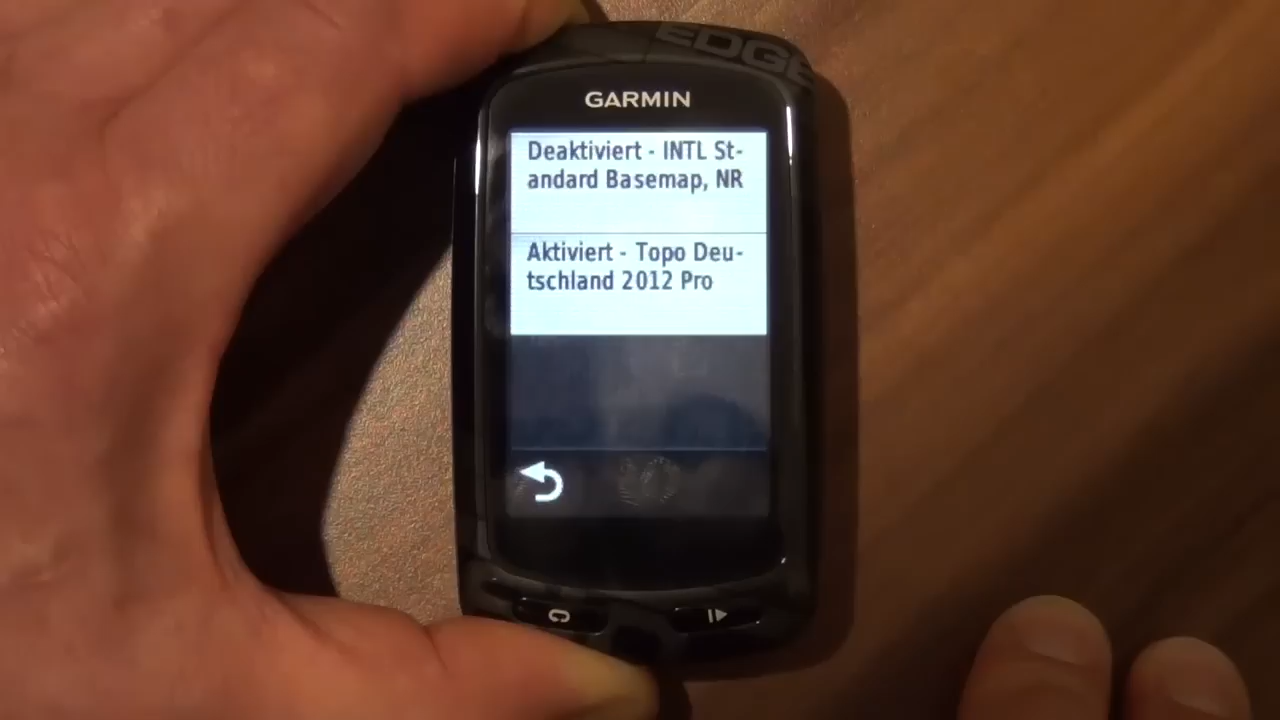 EDGE
GARMIN
Deaktiviert - INTL St-
andard Basemap, NR
Aktiviert - Topo Deu-
tschland 2012 Pro